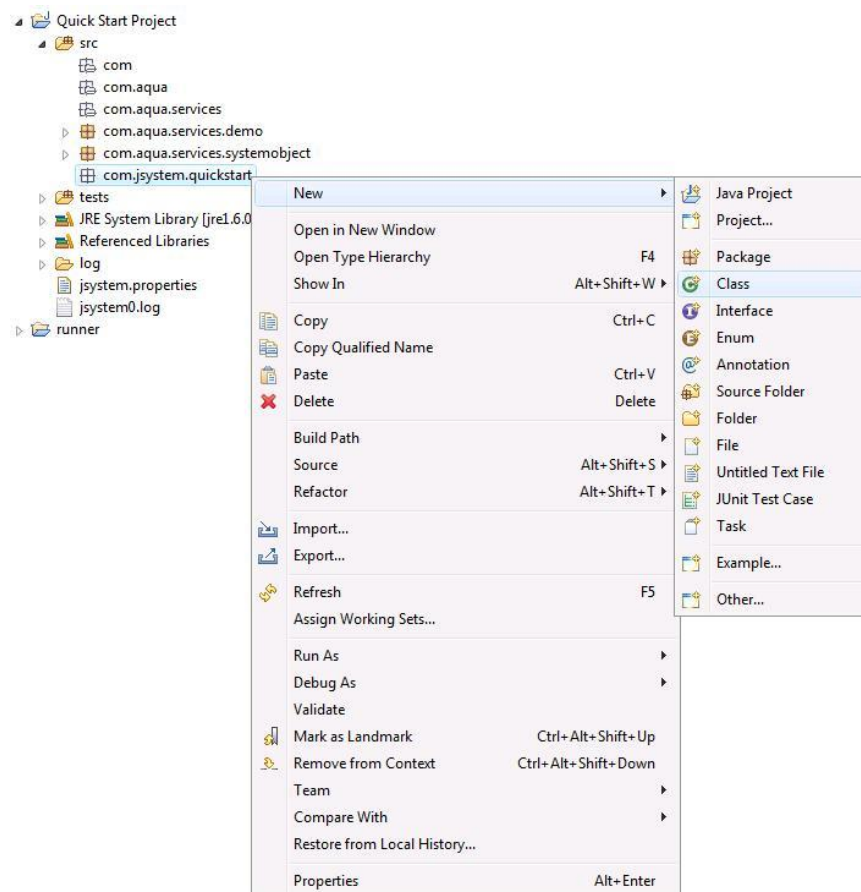 Quick Start Project
src
com
com.aqua
com.aqua.services
com.aqua.services.demo
com.aqua.services.systemobject
com.jsystem.quickstart
tests
JRE System Library [jre1.6.0
Referenced Libraries
log
jsystem.properties
jsystem0.log
runner
New
Open in New Window
Open Type Hierarchy F4
Show In Alt+Shift+W
Copy Ctrl+C
Copy Qualified Name
Paste Ctrl+V
Delete Delete
Build Path
Source Alt+Shift+S
Refactor Alt+Shift+T
Import...
Export...
Refresh F5
Assign Working Sets...
Run As
Debug As
Validate
Mark as Landmark Ctrl+Alt+Shift+Up
Remove from Context Ctrl+Alt+Shift+Down
Team
Compare With
Restore from Local History...
Properties Alt+Enter
Java Project
Project...
Package
Class
Interface
Enum
Annotation
Source Folder
Folder
File
Untitled Text File
JUnit Test Case
Task
Example...
Other...